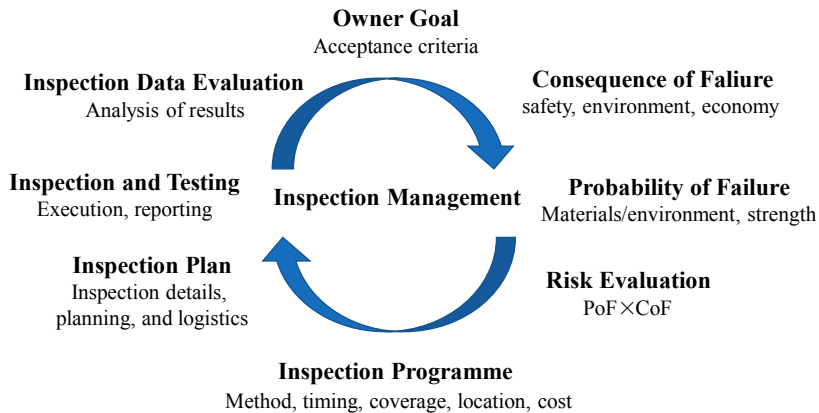 Owner Goal
Acceptance criteria
Consequence of Faliure
safety, environment, economy
Probability of Failure
Materials/environment, strength
Risk Evaluation
PoF×CoF
Inspection Programme
Method, timing, coverage, location, cost
Inspection Plan
Inspection details,
planning, and logistics
Inspection and Testing
Execution, reporting
Inspection Data Evaluation
Analysis of results
Inspection Management